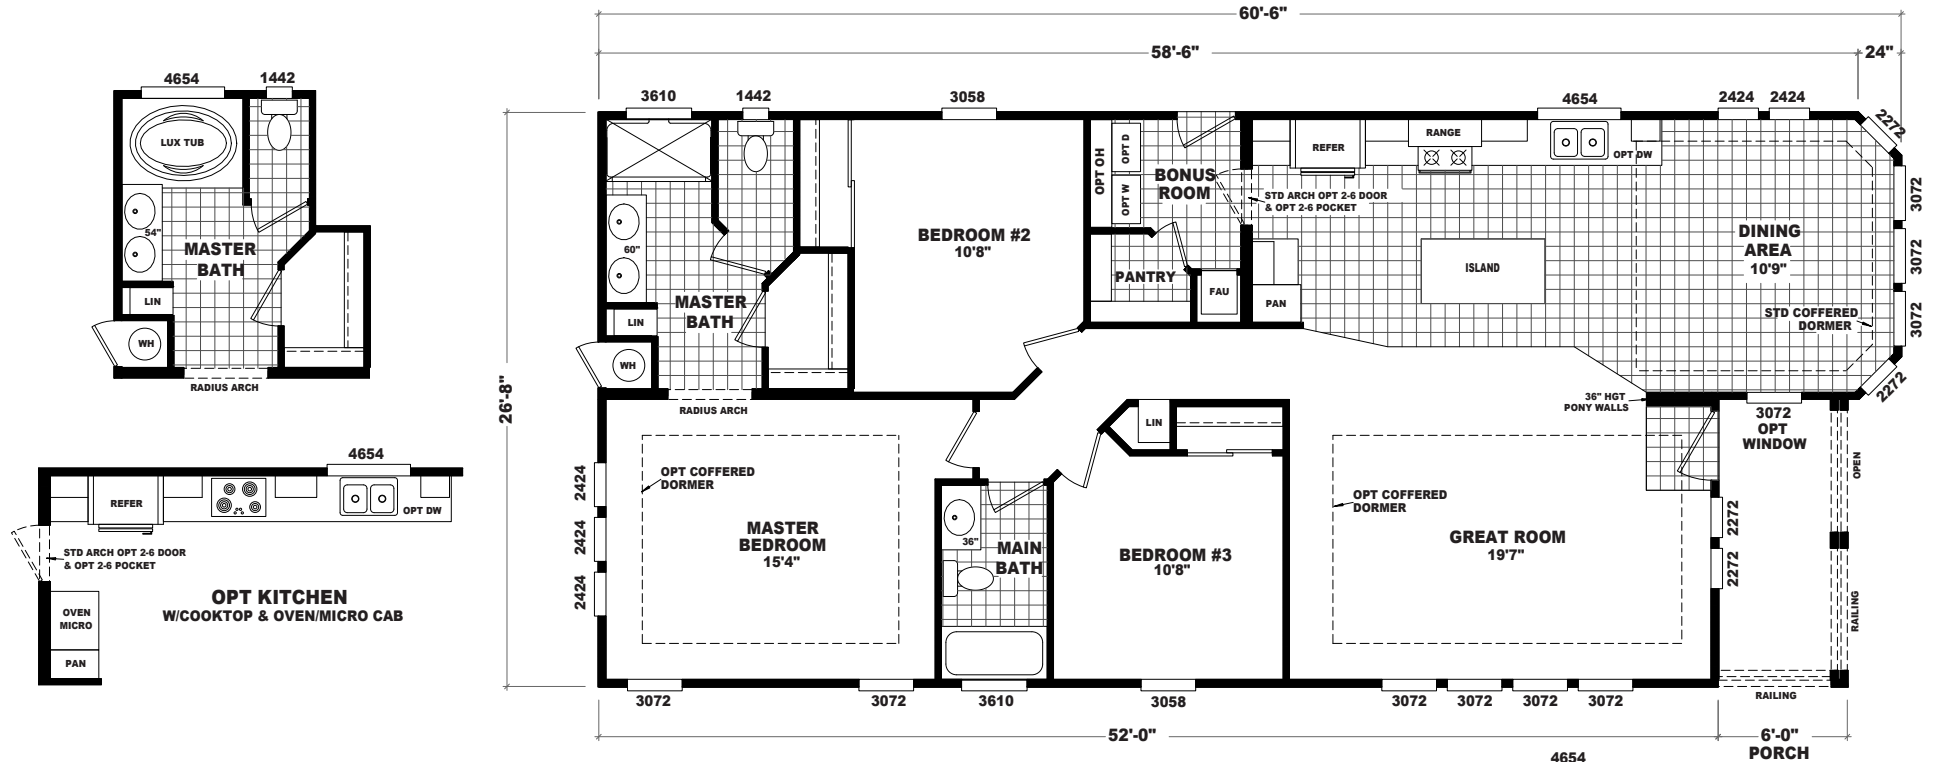 60'-6"
58'-6"
24"
4654
1442
LUX TUB
54"
MASTER
BATH
LIN
WH
RADIUS ARCH
4654
REFER
OPT DW
STD ARCH OPT 2-6 DOOR
& OPT 2-6 POCKET
OVEN
MICRO
PAN
OPT KITCHEN
W/COOKTOP & OVEN/MICRO CAB
26'-8"
3610
1442
3058
4654
2424
2424
2272
3072
3072
3072
2272
60"
MASTER
BATH
LIN
WH
RADIUS ARCH
BEDROOM #2
10'8"
OPT OH
OPT D
OPT W
BONUS
ROOM
PANTRY
FAU
REFER
RANGE
OPT DW
STD ARCH OPT 2-6 DOOR
& OPT 2-6 POCKET
PAN
ISLAND
DINING
AREA
10'9"
STD COFFERED
DORMER
36" HGT
PONY WALLS
3072
OPT
WINDOW
OPEN
RAILING
RAILING
2424
2424
2424
OPT COFFERED
DORMER
MASTER
BEDROOM
15'4"
36"
MAIN
BATH
LIN
BEDROOM #3
10'8"
OPT COFFERED
DORMER
GREAT ROOM
19'7"
2272
2272
3072
3072
3610
3058
3072
3072
3072
3072
52'-0"
6'-0"
PORCH
4654